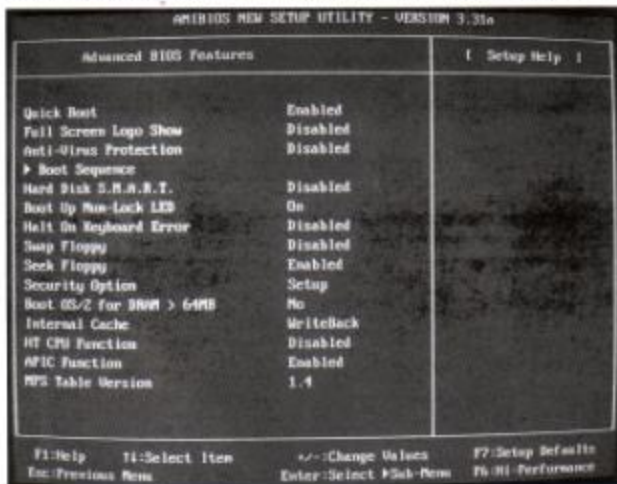 AMIBIOS NEW SETUP UTILITY - VERSION 3.31a
Advanced BIOS Features
[ Setup Help ]
Quick Boot Enabled
Full Screen Logo Show Disabled
Anti-Virus Protection Disabled
▶ Boot Sequence
Hard Disk S.M.A.R.T. Disabled
Boot Up Num-Lock LED On
Halt On Keyboard Error Disabled
Swap Floppy Disabled
Seek Floppy Enabled
Security Option Setup
Boot OS/2 for DRAM > 64MB No
Internal Cache WriteBack
HT CPU Function Disabled
APIC Function Enabled
MPS Table Version 1.4
F1:Help ↑↓:Select Item +/-:Change Values F7:Setup Defaults
Esc:Previous Menu Enter:Select ▶Sub-Menu F6:Hi-Performance